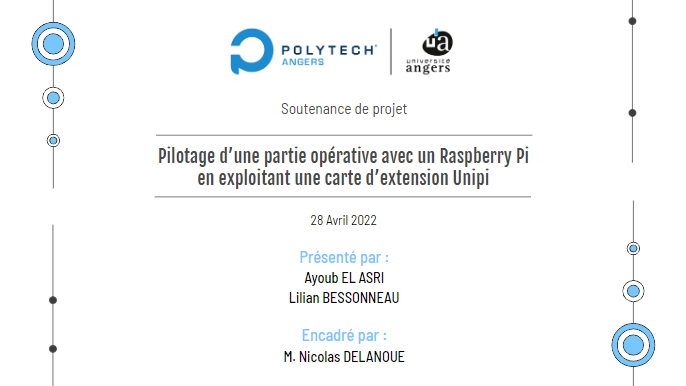 POLYTECH®
ANGERS
ua
université
angers
Soutenance de projet
Pilotage d’une partie opérative avec un Raspberry Pi
en exploitant une carte d’extension Unipi
28 Avril 2022
Présenté par :
Ayoub EL ASRI
Lilian BESSONNEAU
Encadré par :
M. Nicolas DELANOUE